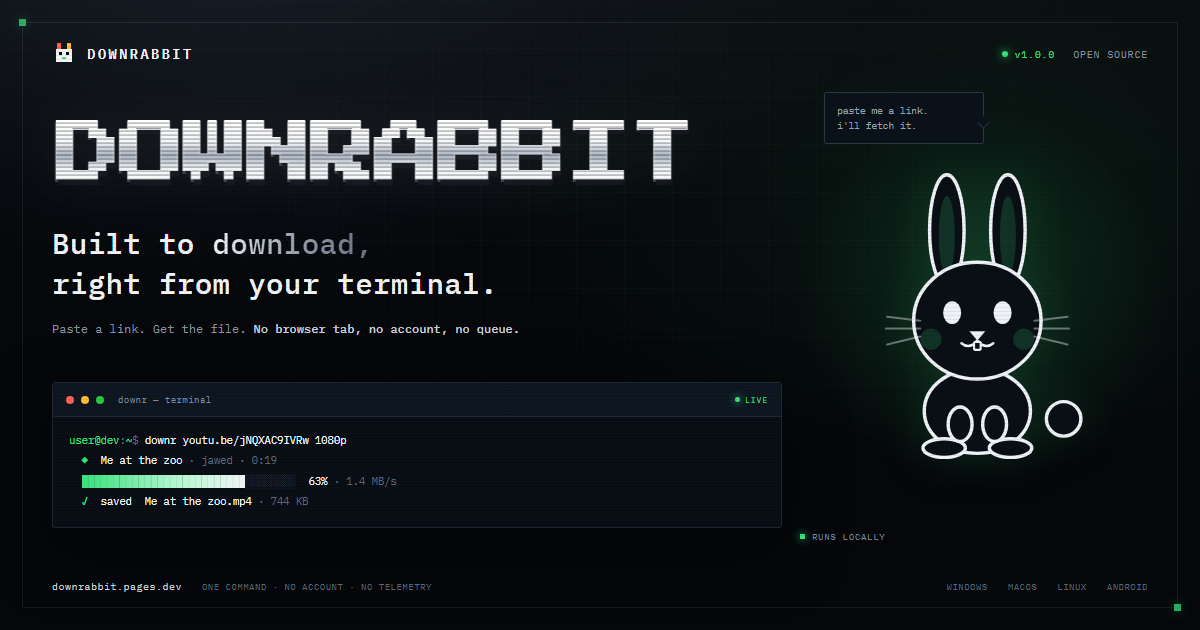 DOWNRABBIT
v1.0.0 OPEN SOURCE
paste me a link.
i'll fetch it.
DOWNRABBIT
Built to download,
right from your terminal.
Paste a link. Get the file. No browser tab, no account, no queue.
downr — terminal
LIVE
user@dev:~$ downr youtu.be/jNQXAC9IVRw 1080p
◆ Me at the zoo · jawed · 0:19
63% · 1.4 MB/s
✓ saved Me at the zoo.mp4 · 744 KB
RUNS LOCALLY
downrabbit.pages.dev ONE COMMAND · NO ACCOUNT · NO TELEMETRY
WINDOWS MACOS LINUX ANDROID